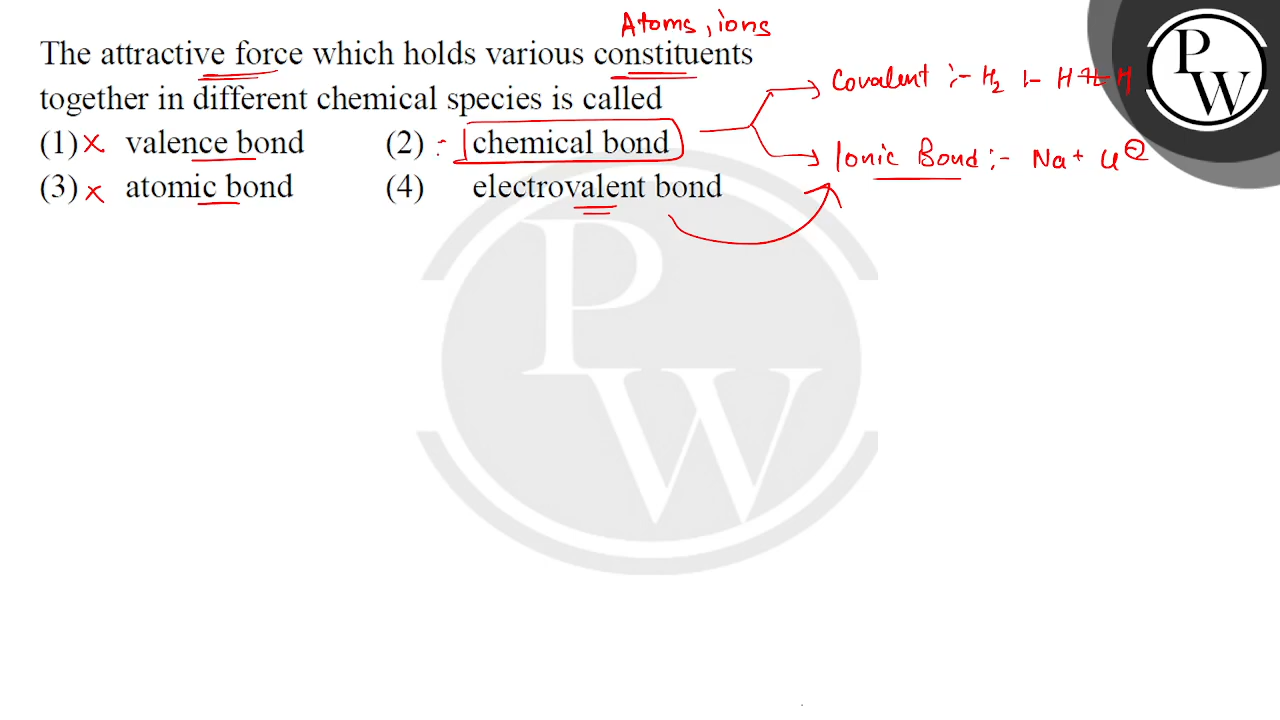 Atoms, ions
The attractive force which holds various constituents
together in different chemical species is called
(1) x valence bond (2) :- chemical bond
(3) x atomic bond (4) electrovalent bond
Covalent :- H2 :- H H
Ionic Bond :- Na+ Cl⊖
P
W
P
W